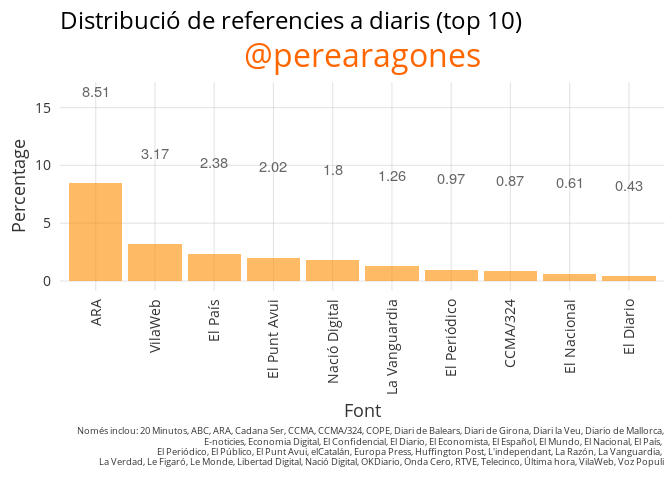 Distribució de referencies a diaris (top 10)
@perearagones
Percentage
15
10
5
0
8.51
3.17
2.38
2.02
1.8
1.26
0.97
0.87
0.61
0.43
ARA
VilaWeb
El País
El Punt Avui
Nació Digital
La Vanguardia
El Periódico
CCMA/324
El Nacional
El Diario
Font
Només inclou: 20 Minutos, ABC, ARA, Cadana Ser, CCMA, CCMA/324, COPE, Diari de Balears, Diari de Girona, Diari la Veu, Diario de Mallorca,
E-noticies, Economia Digital, El Confidencial, El Diario, El Economista, El Español, El Mundo, El Nacional, El País,
El Periódico, El Público, El Punt Avui, elCatalán, Europa Press, Huffington Post, L'independant, La Razón, La Vanguardia,
La Verdad, Le Figaró, Le Monde, Libertad Digital, Nació Digital, OKDiario, Onda Cero, RTVE, Telecinco, Última hora, VilaWeb, Voz Populi